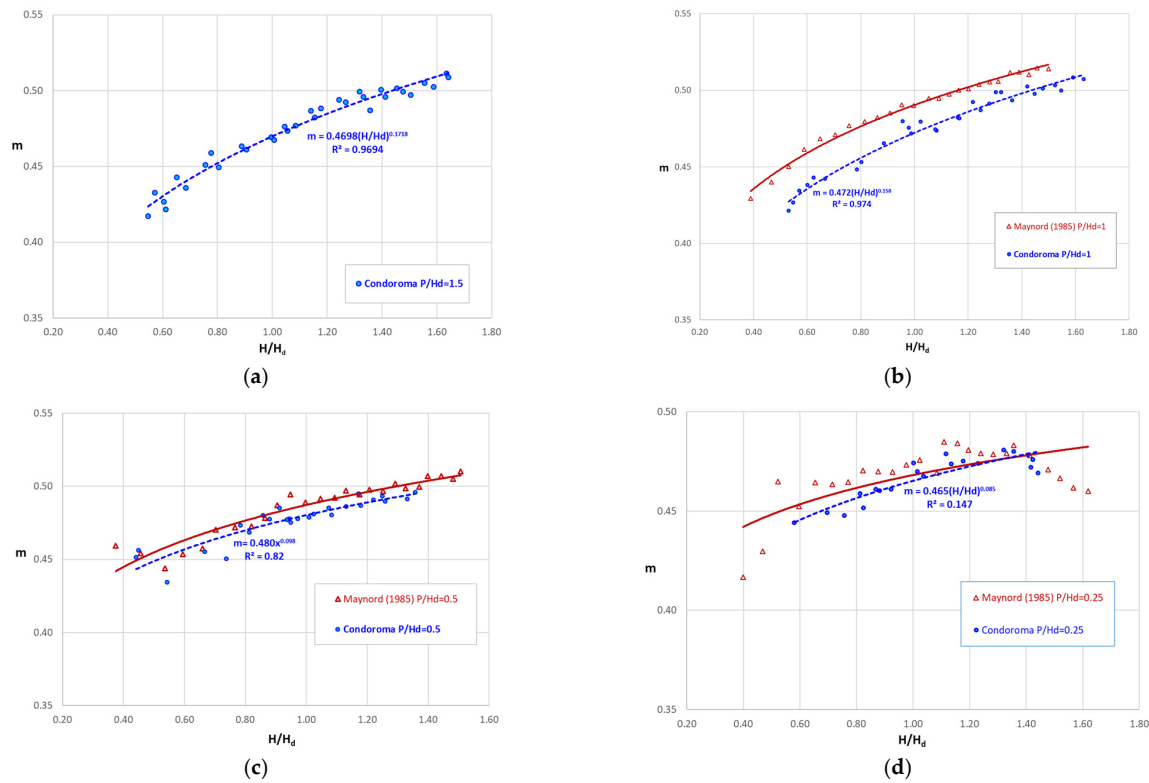 0.55
0.50
0.45
0.40
0.35
m
0.20 0.40 0.60 0.80 1.00 1.20 1.40 1.60 1.80
H/Hd
m = 0.4698(H/Hd)^0.1718
R² = 0.9694
Condoroma P/Hd=1.5
(a)
0.55
0.50
0.45
0.40
0.35
m
0.20 0.40 0.60 0.80 1.00 1.20 1.40 1.60 1.80
H/Hd
m = 0.472(H/Hd)^0.158
R² = 0.974
Maynord (1985) P/Hd=1
Condoroma P/Hd=1
(b)
0.55
0.50
0.45
0.40
0.35
m
0.20 0.40 0.60 0.80 1.00 1.20 1.40 1.60
H/Hd
m= 0.480x^0.098
R² = 0.82
Maynord (1985) P/Hd=0.5
Condoroma P/Hd=0.5
(c)
0.50
0.45
0.40
0.35
m
0.20 0.40 0.60 0.80 1.00 1.20 1.40 1.60 1.80
H/Hd
m = 0.465(H/Hd)^0.085
R² = 0.147
Maynord (1985) P/Hd=0.25
Condoroma P/Hd=0.25
(d)